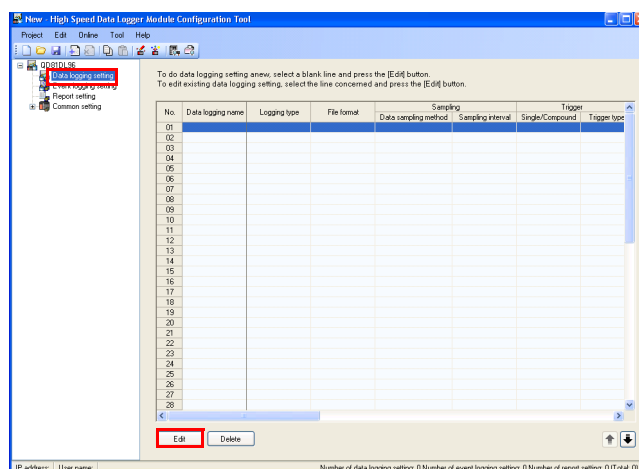 New - High Speed Data Logger Module Configuration Tool
Project Edit Online Tool Help
QD81DL96
Data logging setting
Event logging setting
Report setting
Common setting
To do data logging setting anew, select a blank line and press the [Edit] button.
To edit existing data logging setting, select the line concerned and press the [Edit] button.
No. Data logging name Logging type File format Sampling Trigger
Data sampling method Sampling interval Single/Compound Trigger type
01
02
03
04
05
06
07
08
09
10
11
12
13
14
15
16
17
18
19
20
21
22
23
24
25
26
27
28
Edit Delete
IP address: User name: Number of data logging setting: 0 Number of event logging setting: 0 Number of report setting: 0 (Total: 0)